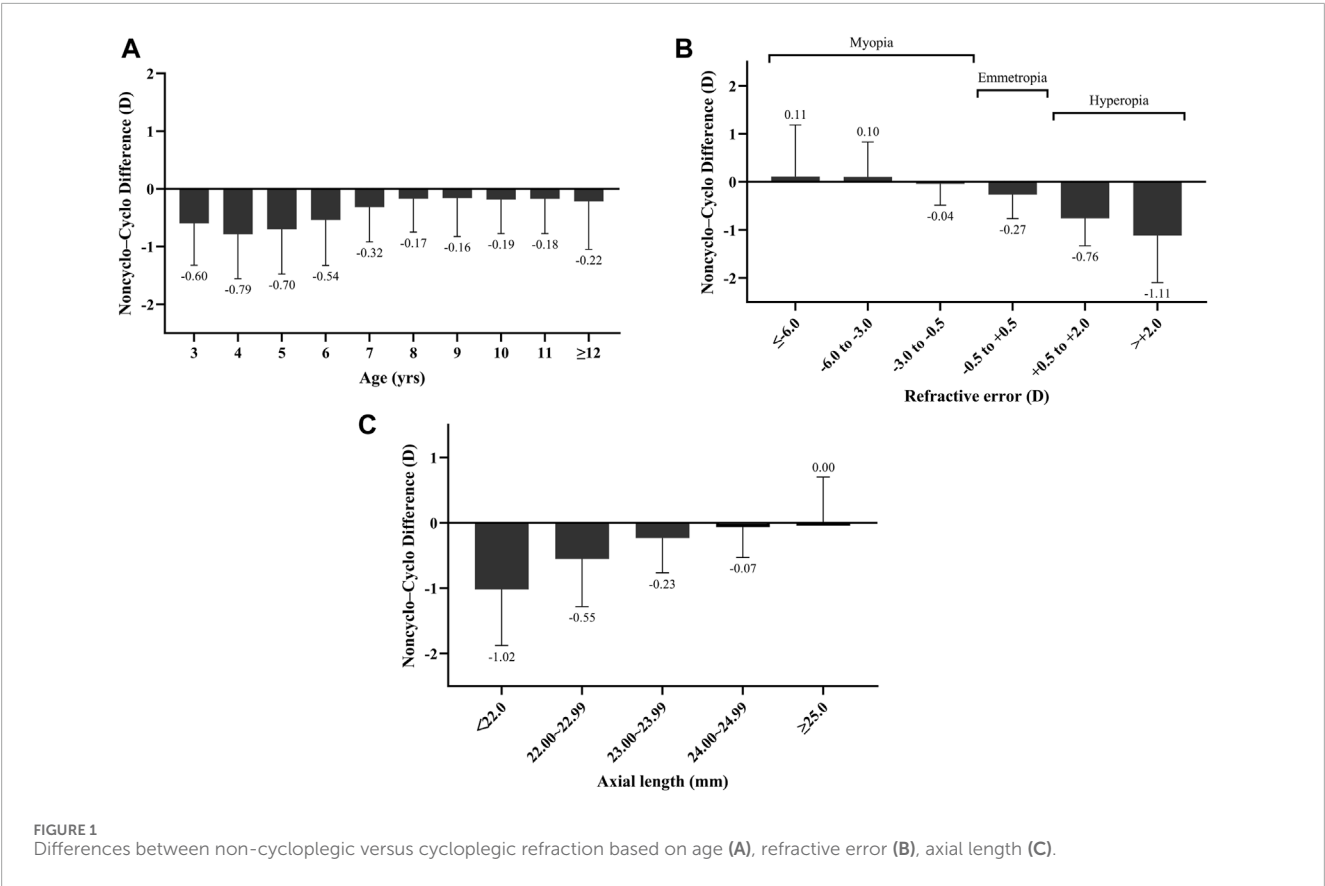 A
Noncyclo–Cyclo Difference (D)
2
1
0
-1
-2
-0.60
-0.79
-0.70
-0.54
-0.32
-0.17
-0.16
-0.19
-0.18
-0.22
3 4 5 6 7 8 9 10 11 ≥12
Age (yrs)
B
Myopia
Emmetropia
Hyperopia
Noncyclo–Cyclo Difference (D)
2
1
0
-1
-2
0.11
0.10
-0.04
-0.27
-0.76
-1.11
≤-6.0
-6.0 to -3.0
-3.0 to -0.5
-0.5 to +0.5
+0.5 to +2.0
>+2.0
Refractive error (D)
C
Noncyclo–Cyclo Difference (D)
1
0
-1
-2
-1.02
-0.55
-0.23
-0.07
0.00
<22.0
22.00~22.99
23.00~23.99
24.00~24.99
≥25.0
Axial length (mm)
FIGURE 1
Differences between non-cycloplegic versus cycloplegic refraction based on age (A), refractive error (B), axial length (C).